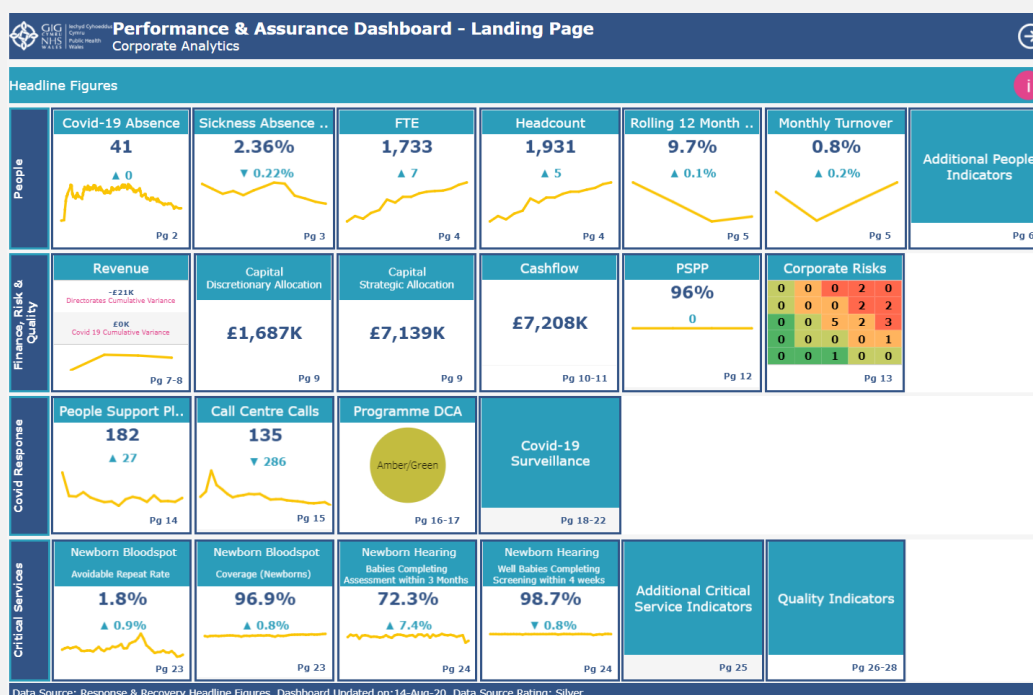 GIG
CYMRU
NHS
WALES
Iechyd Cyhoeddus
Cymru
Public Health
Wales
Performance & Assurance Dashboard - Landing Page
Corporate Analytics
Headline Figures
i
People
Covid-19 Absence
41
▲ 0
Pg 2
Sickness Absence ..
2.36%
▼ 0.22%
Pg 3
FTE
1,733
▲ 7
Pg 4
Headcount
1,931
▲ 5
Pg 4
Rolling 12 Month ..
9.7%
▲ 0.1%
Pg 5
Monthly Turnover
0.8%
▲ 0.2%
Pg 5
Additional People
Indicators
Pg 6
Finance, Risk &
Quality
Revenue
-£21K
Directorates Cumulative Variance
£0K
Covid 19 Cumulative Variance
Pg 7-8
Capital
Discretionary Allocation
£1,687K
Pg 9
Capital
Strategic Allocation
£7,139K
Pg 9
Cashflow
£7,208K
Pg 10-11
PSPP
96%
0
Pg 12
Corporate Risks
0 0 0 2 0
0 0 0 2 2
0 0 5 2 3
0 0 0 0 1
0 0 1 0 0
Pg 13
Covid Response
People Support Pl..
182
▲ 27
Pg 14
Call Centre Calls
135
▼ 286
Pg 15
Programme DCA
Amber/Green
Pg 16-17
Covid-19
Surveillance
Pg 18-22
Critical Services
Newborn Bloodspot
Avoidable Repeat Rate
1.8%
▲ 0.9%
Pg 23
Newborn Bloodspot
Coverage (Newborns)
96.9%
▲ 0.8%
Pg 23
Newborn Hearing
Babies Completing
Assessment within 3 Months
72.3%
▲ 7.4%
Pg 24
Newborn Hearing
Well Babies Completing
Screening within 4 weeks
98.7%
▼ 0.8%
Pg 24
Additional Critical
Service Indicators
Pg 25
Quality Indicators
Pg 26-28
Data Source: Response & Recovery Headline Figures. Dashboard Updated on:14-Aug-20. Data Source Rating: Silver